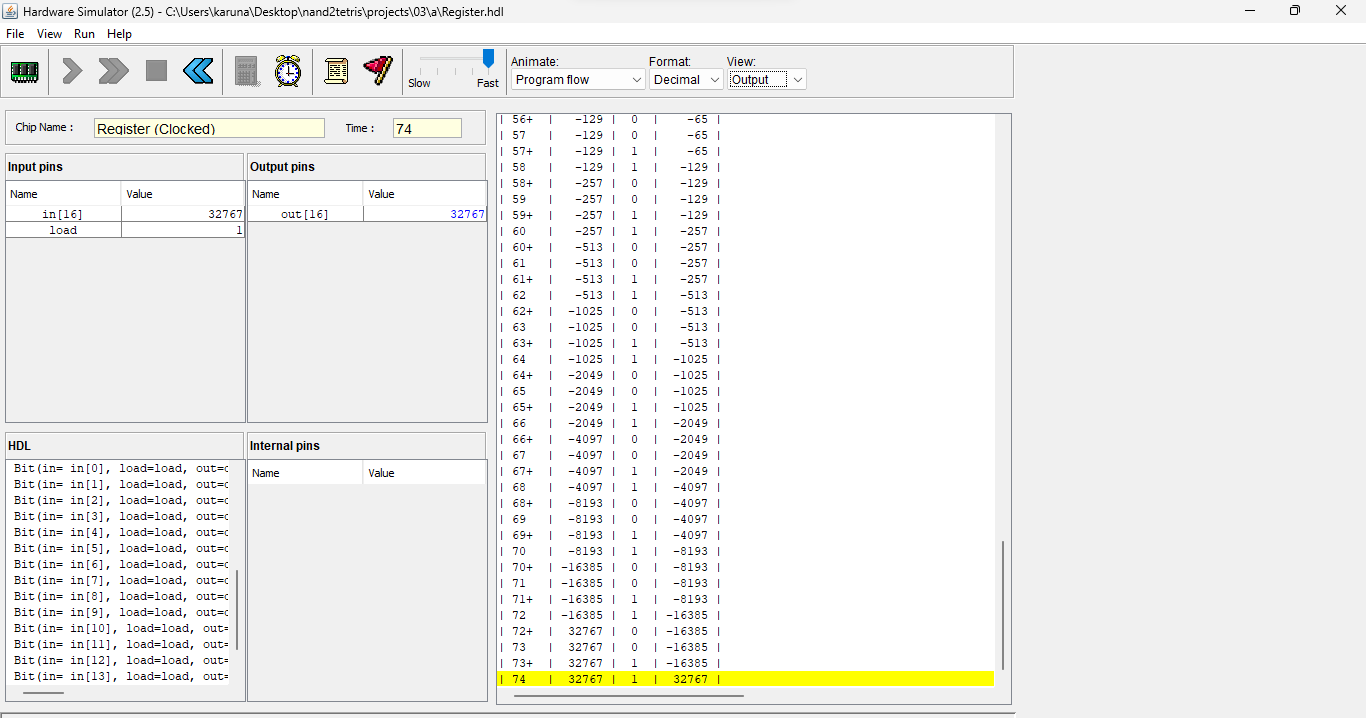 Hardware Simulator (2.5) - C:\Users\karuna\Desktop\nand2tetris\projects\03\a\Register.hdl
File View Run Help
Animate: Format: View:
Slow Fast Program flow Decimal Output
Chip Name : Register (Clocked) Time : 74
Input pins
Name Value
in[16] 32767
load 1
Output pins
Name Value
out[16] 32767
HDL
Bit(in= in[0], load=load, out=
Bit(in= in[1], load=load, out=
Bit(in= in[2], load=load, out=
Bit(in= in[3], load=load, out=
Bit(in= in[4], load=load, out=
Bit(in= in[5], load=load, out=
Bit(in= in[6], load=load, out=
Bit(in= in[7], load=load, out=
Bit(in= in[8], load=load, out=
Bit(in= in[9], load=load, out=
Bit(in= in[10], load=load, out=
Bit(in= in[11], load=load, out=
Bit(in= in[12], load=load, out=
Bit(in= in[13], load=load, out=
Internal pins
Name Value
| 56+ | -129 | 0 | -65 |
| 57 | -129 | 0 | -65 |
| 57+ | -129 | 1 | -65 |
| 58 | -129 | 1 | -129 |
| 58+ | -257 | 0 | -129 |
| 59 | -257 | 0 | -129 |
| 59+ | -257 | 1 | -129 |
| 60 | -257 | 1 | -257 |
| 60+ | -513 | 0 | -257 |
| 61 | -513 | 0 | -257 |
| 61+ | -513 | 1 | -257 |
| 62 | -513 | 1 | -513 |
| 62+ | -1025 | 0 | -513 |
| 63 | -1025 | 0 | -513 |
| 63+ | -1025 | 1 | -513 |
| 64 | -1025 | 1 | -1025 |
| 64+ | -2049 | 0 | -1025 |
| 65 | -2049 | 0 | -1025 |
| 65+ | -2049 | 1 | -1025 |
| 66 | -2049 | 1 | -2049 |
| 66+ | -4097 | 0 | -2049 |
| 67 | -4097 | 0 | -2049 |
| 67+ | -4097 | 1 | -2049 |
| 68 | -4097 | 1 | -4097 |
| 68+ | -8193 | 0 | -4097 |
| 69 | -8193 | 0 | -4097 |
| 69+ | -8193 | 1 | -4097 |
| 70 | -8193 | 1 | -8193 |
| 70+ | -16385 | 0 | -8193 |
| 71 | -16385 | 0 | -8193 |
| 71+ | -16385 | 1 | -8193 |
| 72 | -16385 | 1 | -16385 |
| 72+ | 32767 | 0 | -16385 |
| 73 | 32767 | 0 | -16385 |
| 73+ | 32767 | 1 | -16385 |
| 74 | 32767 | 1 | 32767 |